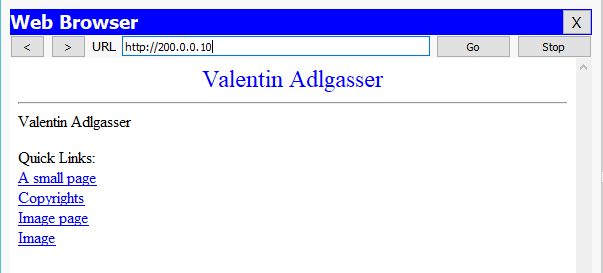 Web Browser X
< > URL http://200.0.0.10 Go Stop
Valentin Adlgasser
Valentin Adlgasser
Quick Links:
A small page
Copyrights
Image page
Image